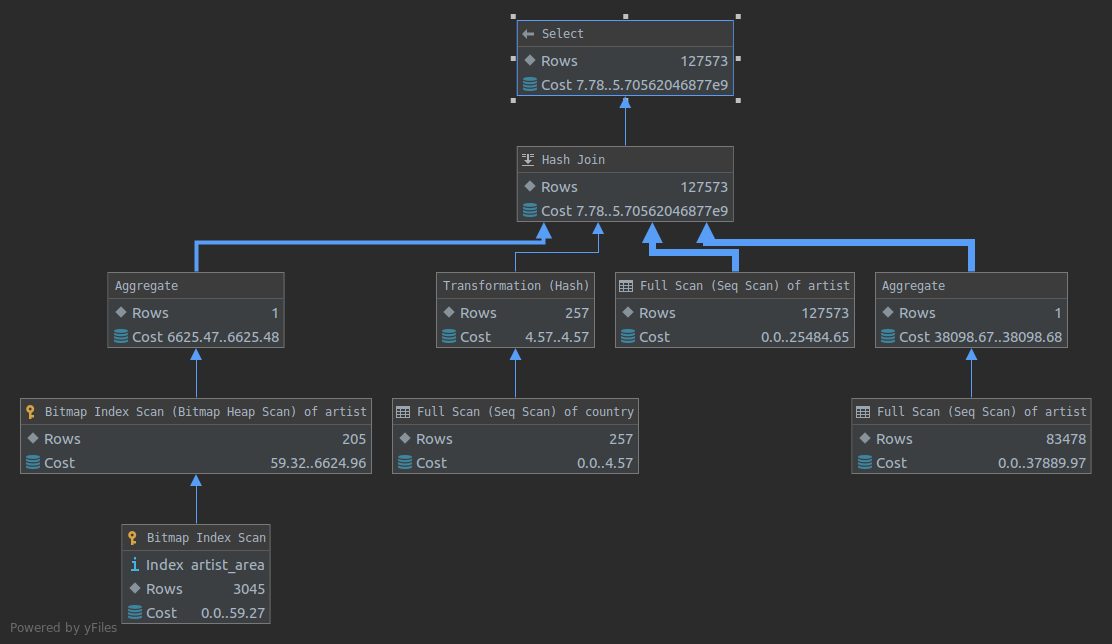 Select
Rows 127573
Cost 7.78..5.70562046877e9
Hash Join
Rows 127573
Cost 7.78..5.70562046877e9
Aggregate
Rows 1
Cost 6625.47..6625.48
Transformation (Hash)
Rows 257
Cost 4.57..4.57
Full Scan (Seq Scan) of artist
Rows 127573
Cost 0.0..25484.65
Aggregate
Rows 1
Cost 38098.67..38098.68
Bitmap Index Scan (Bitmap Heap Scan) of artist
Rows 205
Cost 59.32..6624.96
Full Scan (Seq Scan) of country
Rows 257
Cost 0.0..4.57
Full Scan (Seq Scan) of artist
Rows 83478
Cost 0.0..37889.97
Bitmap Index Scan
Index artist_area
Rows 3045
Cost 0.0..59.27
Powered by yFiles